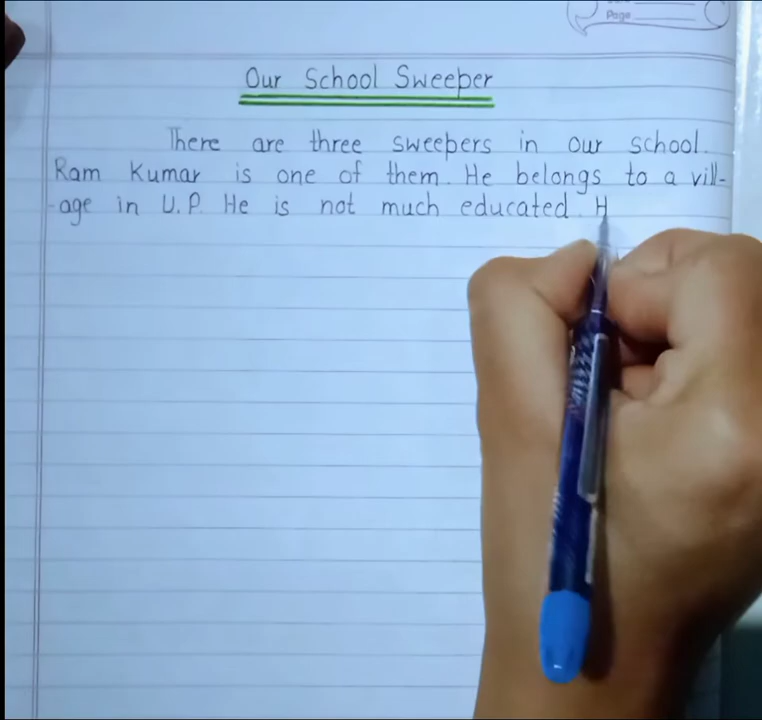 Page
Our School Sweeper
There are three sweepers in our school.
Ram Kumar is one of them. He belongs to a vill-
-age in U.P. He is not much educated. H